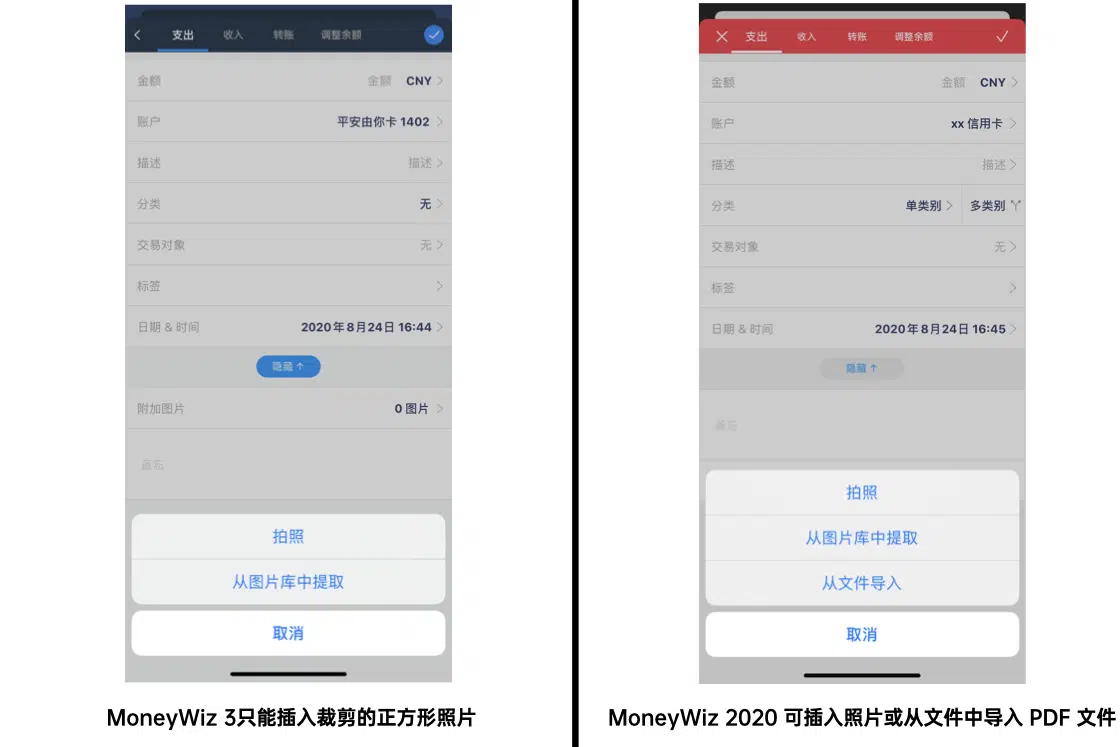 支出 收入 转账 调整余额
金额 金额 CNY
账户 平安由你卡 1402
描述 描述
分类 无
交易对象 无
标签
日期 & 时间 2020年8月24日 16:44
隐藏 ↑
附加图片 0 图片
备忘
拍照
从图片库中提取
取消
MoneyWiz 3只能插入裁剪的正方形照片
支出 收入 转账 调整余额
金额 金额 CNY
账户 xx 信用卡
描述 描述
分类 单类别 多类别
交易对象 无
标签
日期 & 时间 2020年8月24日 16:45
隐藏 ↑
备忘
拍照
从图片库中提取
从文件导入
取消
MoneyWiz 2020 可插入照片或从文件中导入 PDF 文件